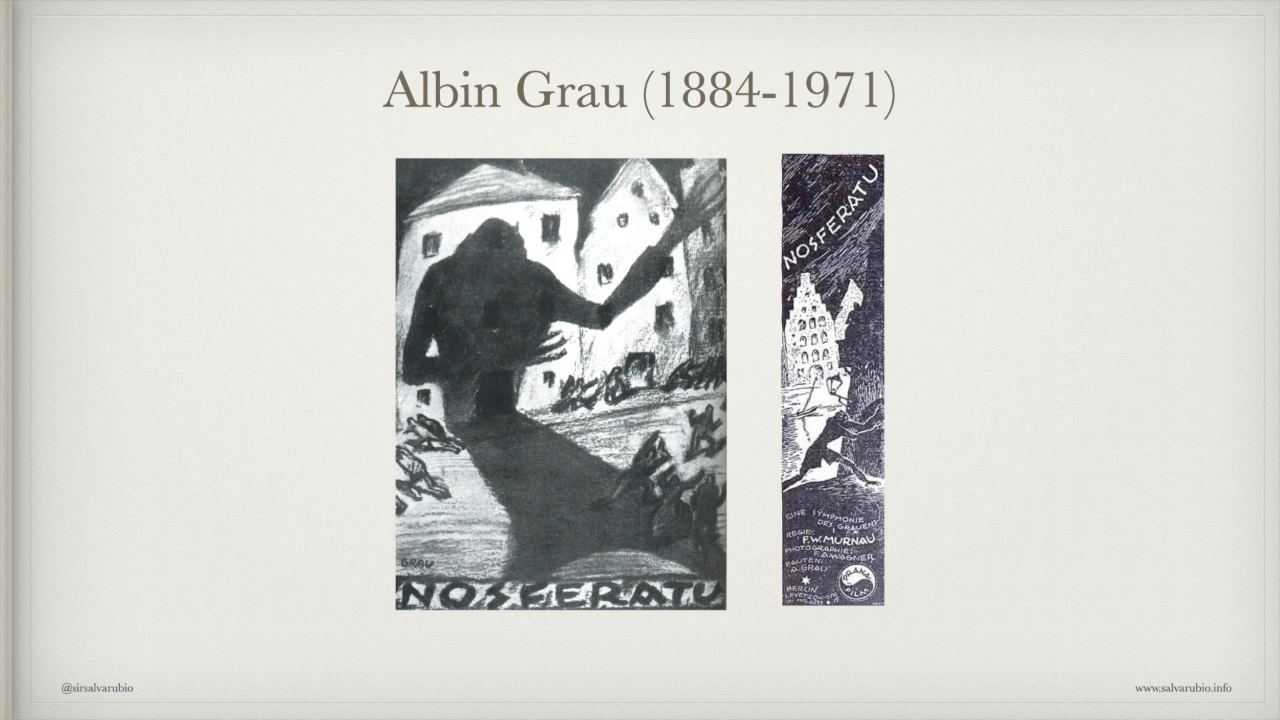 Albin Grau (1884-1971)
GRAU
NOSFERATU
NOSFERATU
EINE SYMPHONIE
DES GRAUENS
REGIE:
F.W.MURNAU
PHOTOGRAPHIE:
F.A.WAGNER
BAUTEN:
A.GRAU
BERLIN
PRANA
FILM
@sirsalvarubio
www.salvarubio.info